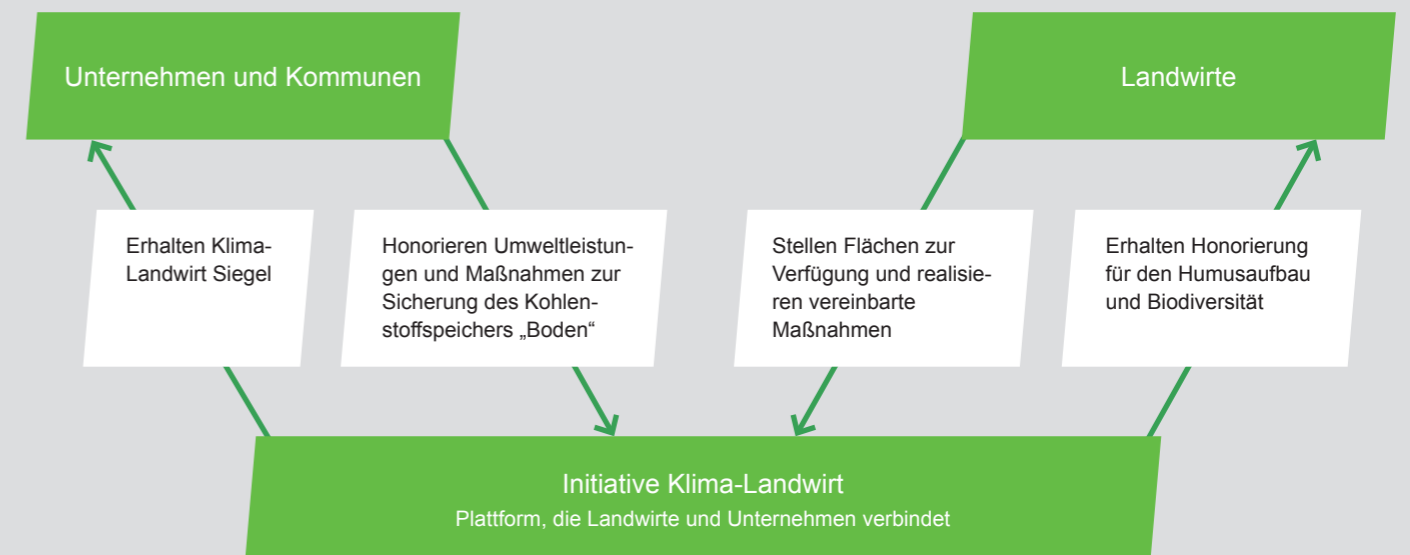 Unternehmen und Kommunen
Landwirte
Erhalten Klima-
Landwirt Siegel
Honorieren Umweltleistun-
gen und Maßnahmen zur
Sicherung des Kohlen-
stoffspeichers „Boden“
Stellen Flächen zur
Verfügung und realisie-
ren vereinbarte
Maßnahmen
Erhalten Honorierung
für den Humusaufbau
und Biodiversität
Initiative Klima-Landwirt
Plattform, die Landwirte und Unternehmen verbindet